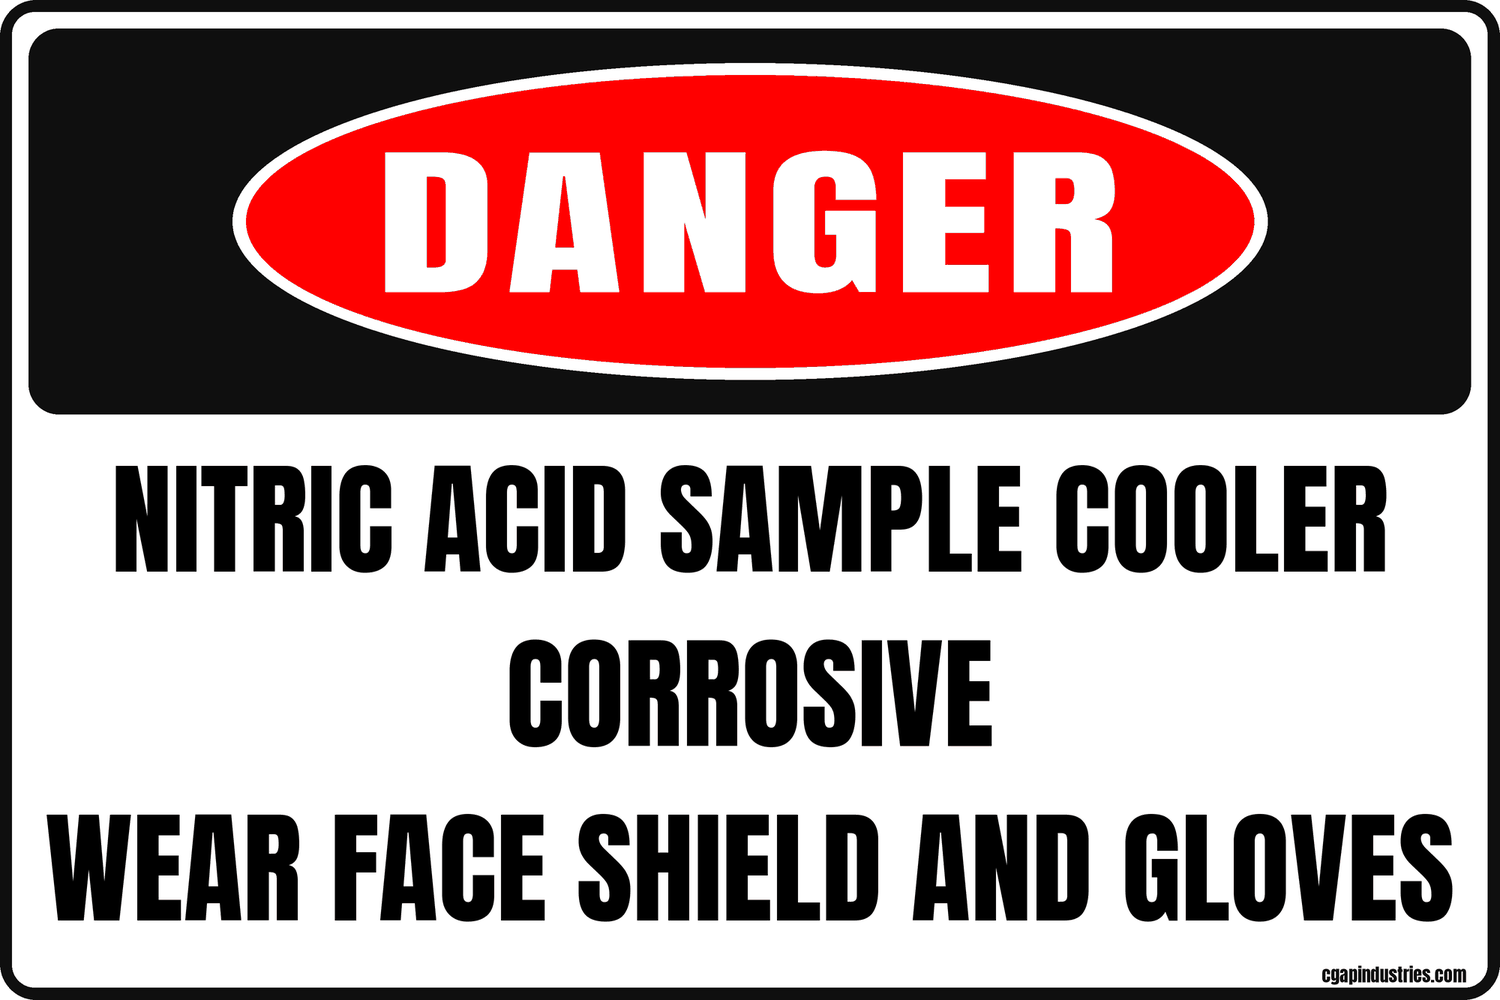 DANGER
NITRIC ACID SAMPLE COOLER
CORROSIVE
WEAR FACE SHIELD AND GLOVES
cgapindustries.com